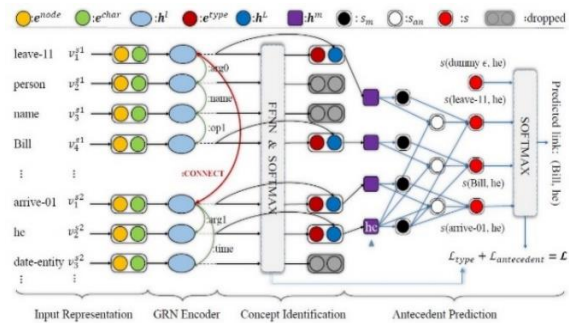 :e^node :e^char :h^l :e^type :h^L :h^m :s_m :s_an :s :dropped
leave-11 v_1^s1
:arg0
person v_2^s1
:name
name v_3^s1
:op1
Bill v_4^s1
⋮ ⋮
:CONNECT
arrive-01 v_1^s2
:arg1
he v_2^s2
:time
date-entity v_3^s2
⋮ ⋮
FFNN & SOFTMAX
he
s(dummy ϵ, he)
s(leave-11, he)
s(Bill, he)
s(arrive-01, he)
SOFTMAX
Predicted link: (Bill, he)
L_type + L_antecedent = L
Input Representation GRN Encoder Concept Identification Antecedent Prediction